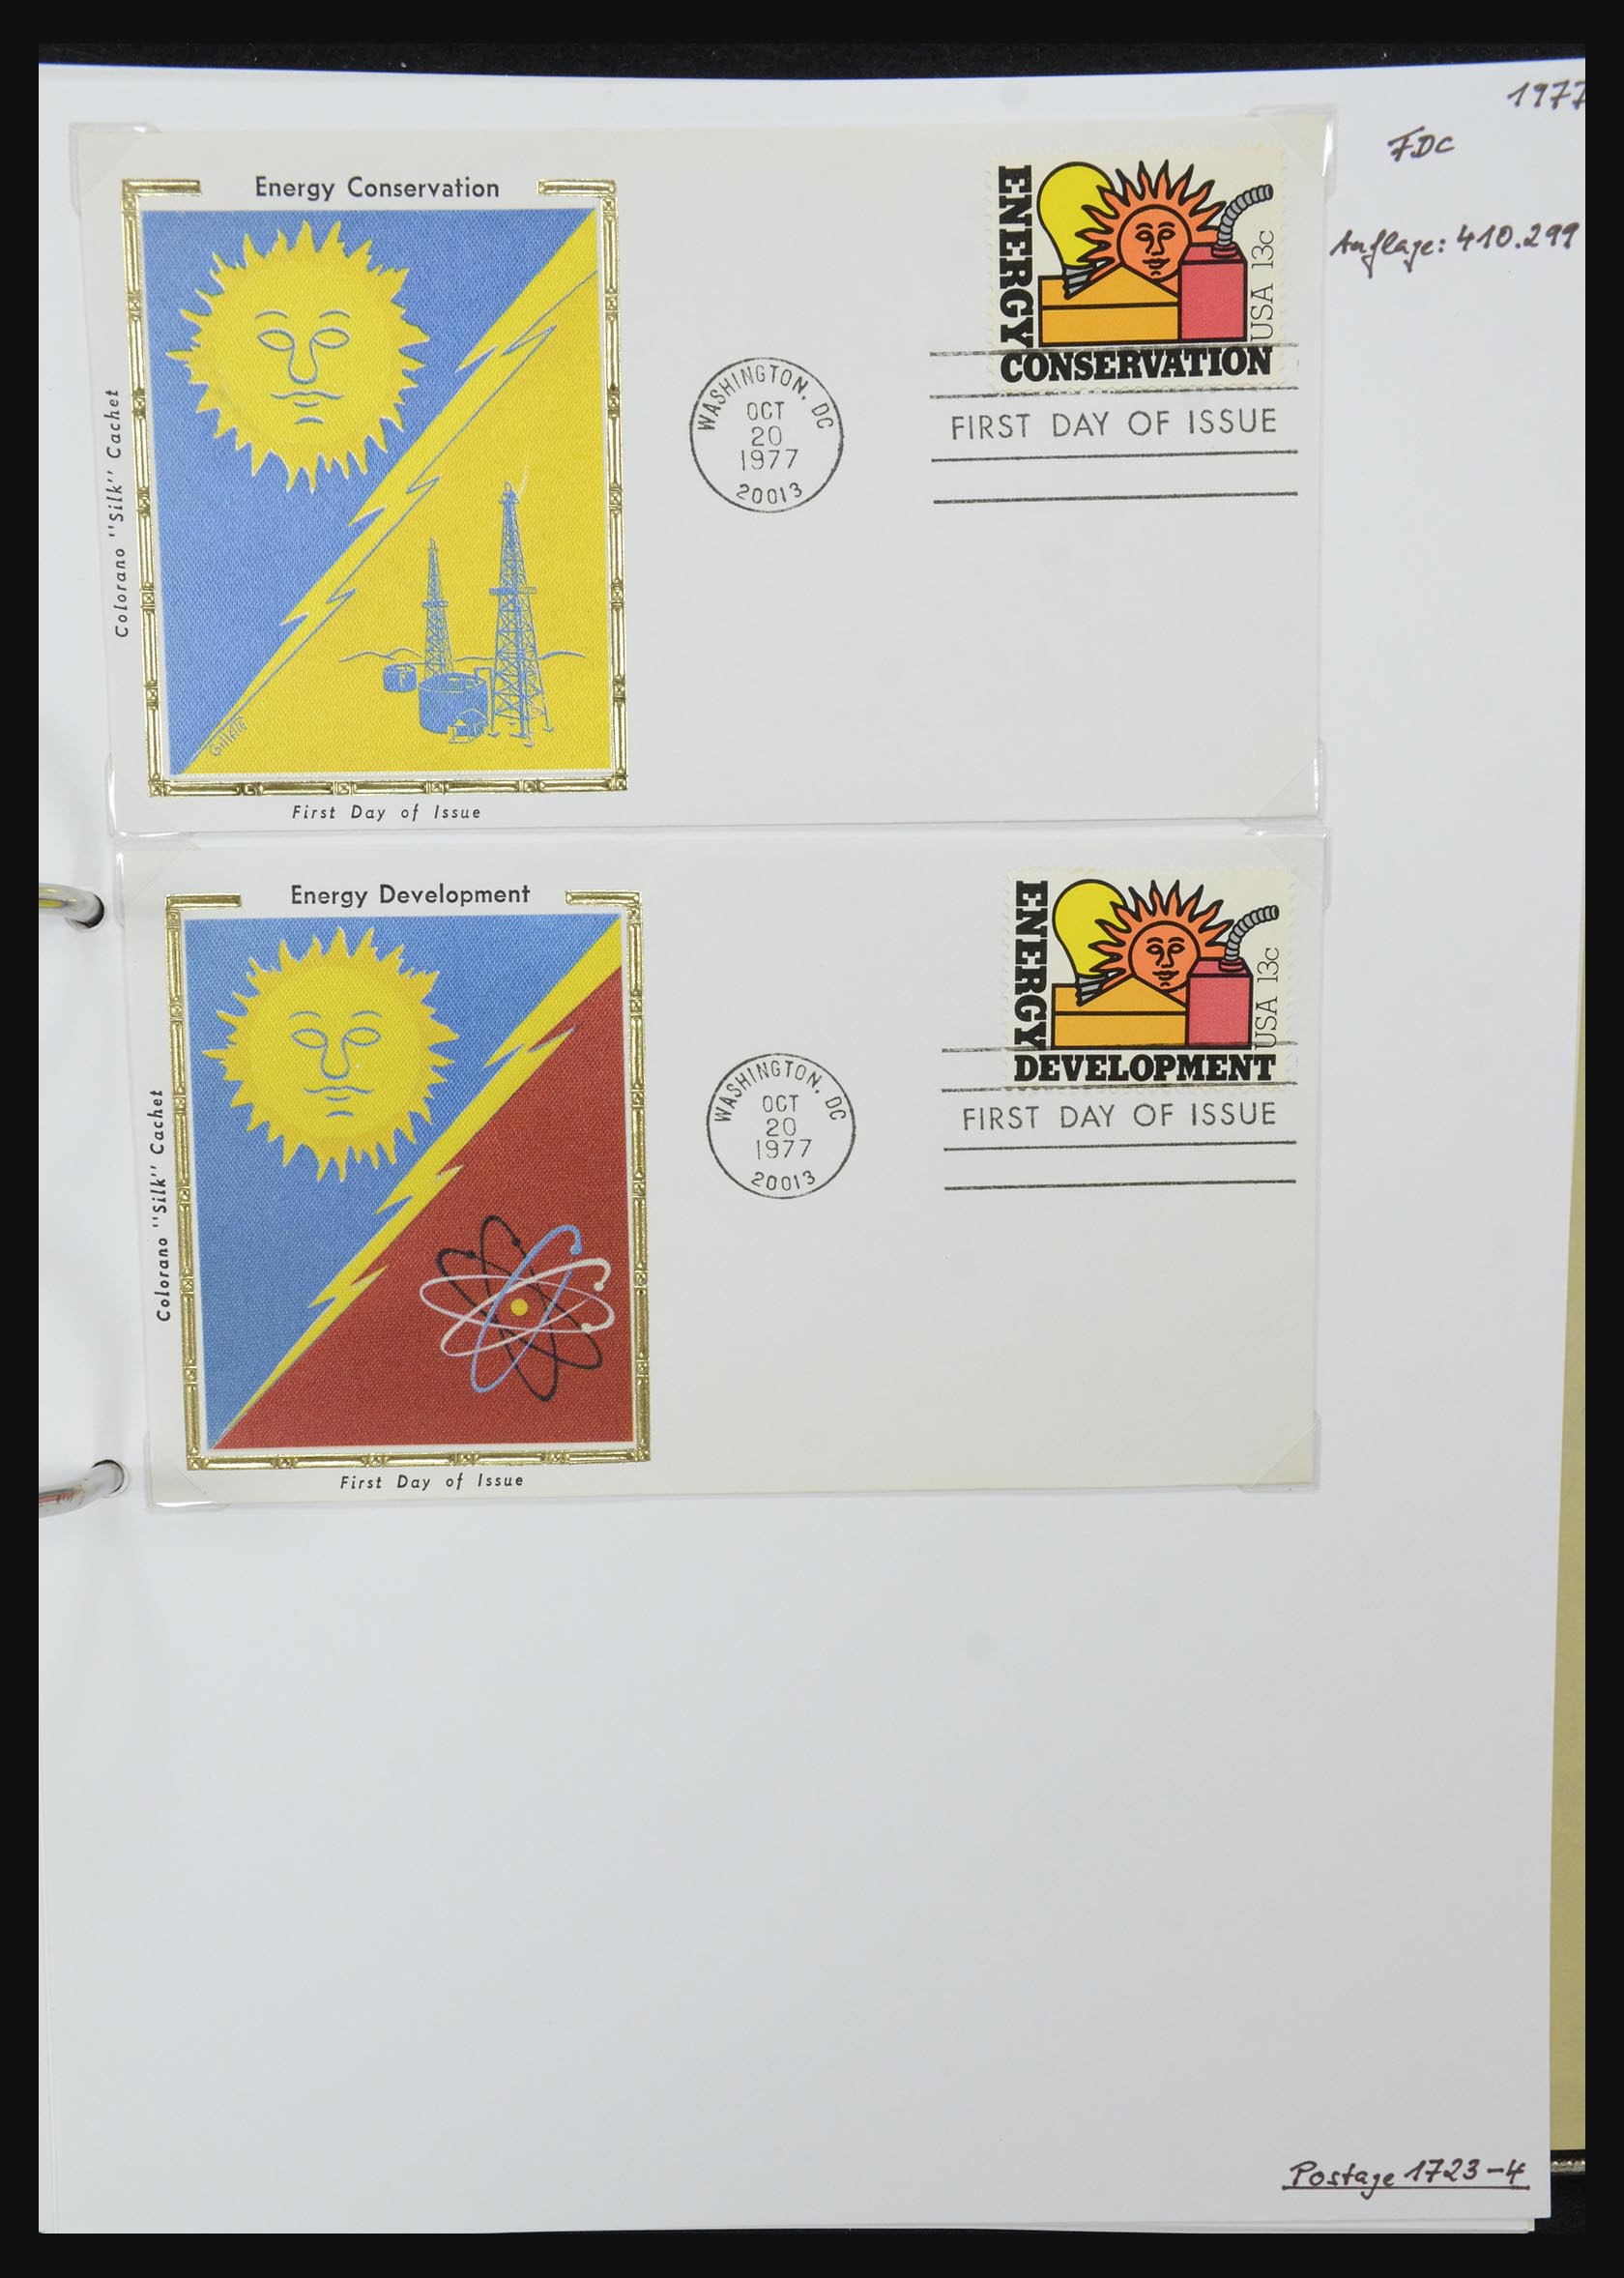 1977
FDC
Auflage: 410.299
Energy Conservation
Colorano "Silk" Cachet
Gillette
First Day of Issue
WASHINGTON, DC
OCT
20
1977
20013
ENERGY
CONSERVATION
USA 13c
FIRST DAY OF ISSUE
Energy Development
Colorano "Silk" Cachet
First Day of Issue
WASHINGTON, DC
OCT
20
1977
20013
ENERGY
DEVELOPMENT
USA 13c
FIRST DAY OF ISSUE
Postage 1723-4